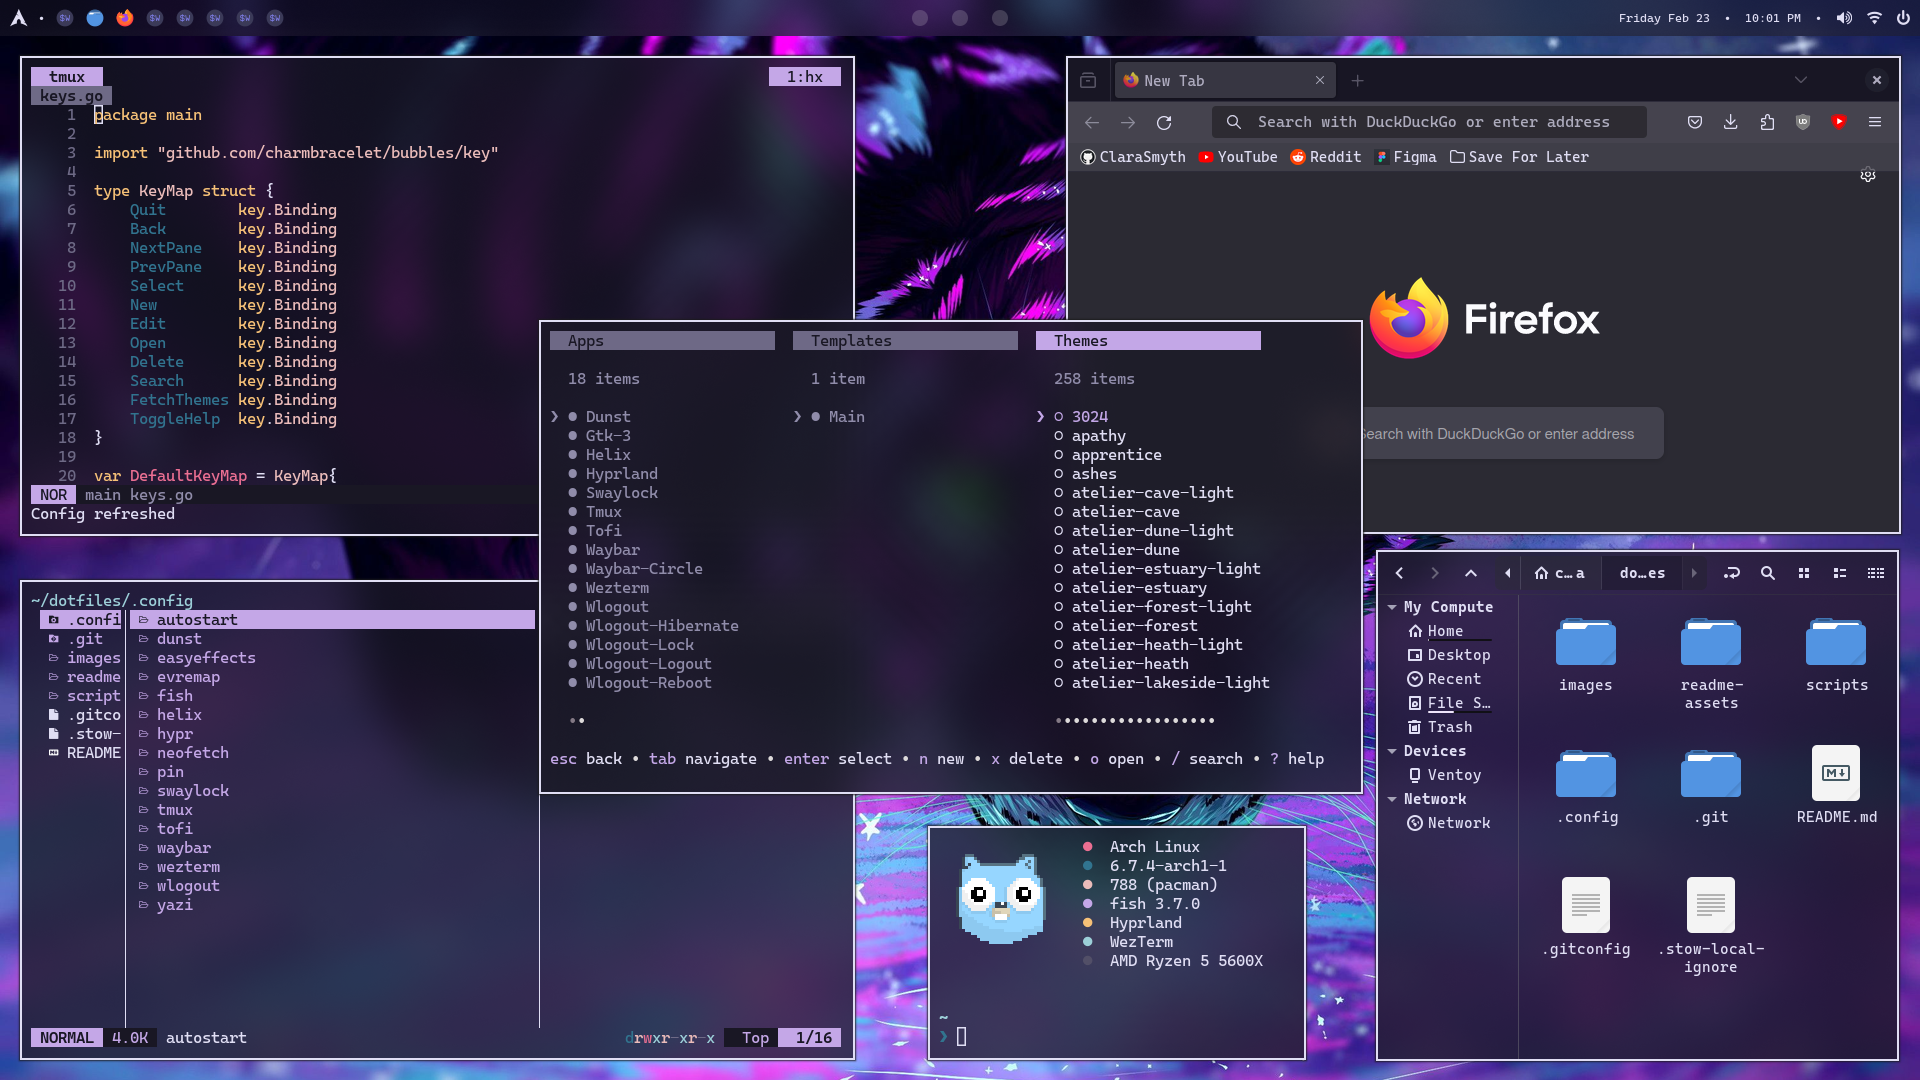 Friday Feb 23 • 10:01 PM •
tmux 1:hx
keys.go
1 package main
2
3 import "github.com/charmbracelet/bubbles/key"
4
5 type KeyMap struct {
6 Quit key.Binding
7 Back key.Binding
8 NextPane key.Binding
9 PrevPane key.Binding
10 Select key.Binding
11 New key.Binding
12 Edit key.Binding
13 Open key.Binding
14 Delete key.Binding
15 Search key.Binding
16 FetchThemes key.Binding
17 ToggleHelp key.Binding
18 }
19
20 var DefaultKeyMap = KeyMap{
NOR main keys.go
Config refreshed
New Tab
Search with DuckDuckGo or enter address
ClaraSmyth YouTube Reddit Figma Save For Later
Firefox
Search with DuckDuckGo or enter address
Apps Templates Themes
18 items 1 item 258 items
❯ ● Dunst ❯ ● Main ❯ ○ 3024
● Gtk-3 ○ apathy
● Helix ○ apprentice
● Hyprland ○ ashes
● Swaylock ○ atelier-cave-light
● Tmux ○ atelier-cave
● Tofi ○ atelier-dune-light
● Waybar ○ atelier-dune
● Waybar-Circle ○ atelier-estuary-light
● Wezterm ○ atelier-estuary
● Wlogout ○ atelier-forest-light
● Wlogout-Hibernate ○ atelier-forest
● Wlogout-Lock ○ atelier-heath-light
● Wlogout-Logout ○ atelier-heath
● Wlogout-Reboot ○ atelier-lakeside-light
esc back • tab navigate • enter select • n new • x delete • o open • / search • ? help
~/dotfiles/.config
.confi autostart
.git dunst
images easyeffects
readme evremap
script fish
.gitco helix
.stow- hypr
README neofetch
pin
swaylock
tmux
tofi
waybar
wezterm
wlogout
yazi
NORMAL 4.0K autostart drwxr-xr-x Top 1/16
Arch Linux
6.7.4-arch1-1
788 (pacman)
fish 3.7.0
Hyprland
WezTerm
AMD Ryzen 5 5600X
~
❯
c…a do…es
My Compute
Home
Desktop
Recent
File S…
Trash
Devices
Ventoy
Network
Network
images readme-assets scripts
.config .git README.md
.gitconfig .stow-local-ignore